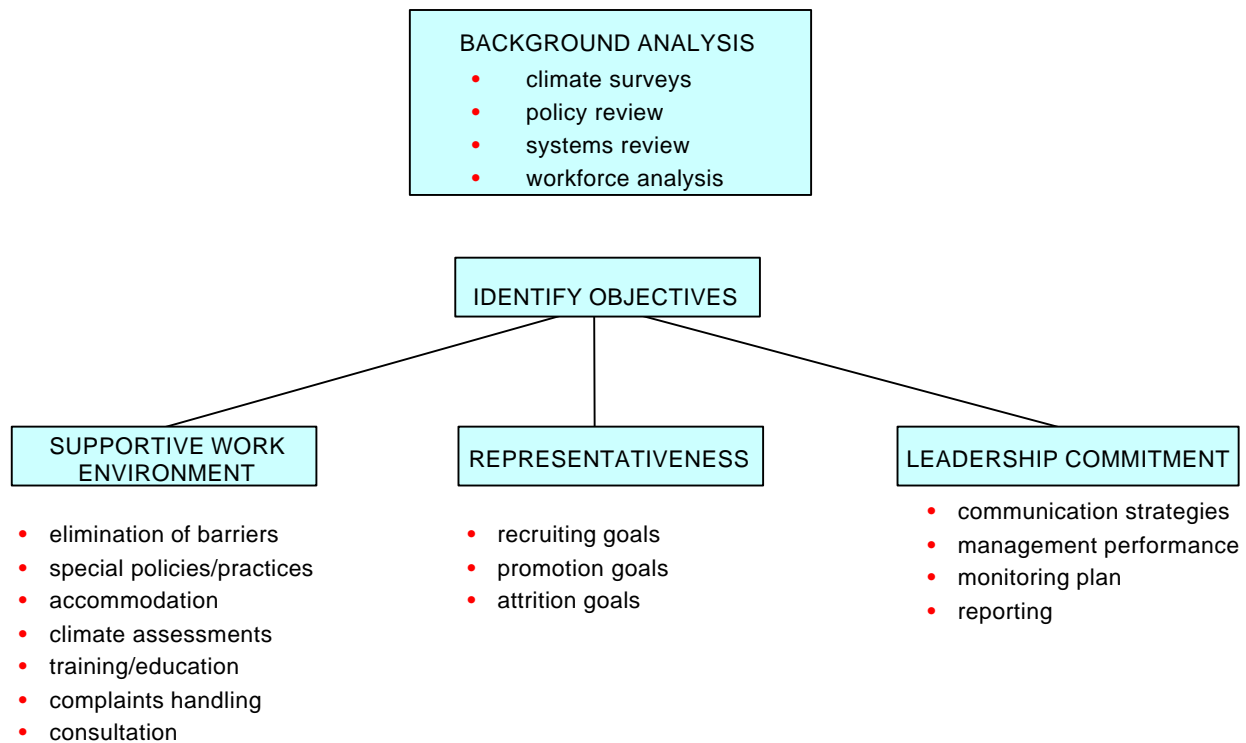 BACKGROUND ANALYSIS
• climate surveys
• policy review
• systems review
• workforce analysis
IDENTIFY OBJECTIVES
SUPPORTIVE WORK
ENVIRONMENT
• elimination of barriers
• special policies/practices
• accommodation
• climate assessments
• training/education
• complaints handling
• consultation
REPRESENTATIVENESS
• recruiting goals
• promotion goals
• attrition goals
LEADERSHIP COMMITMENT
• communication strategies
• management performance
• monitoring plan
• reporting